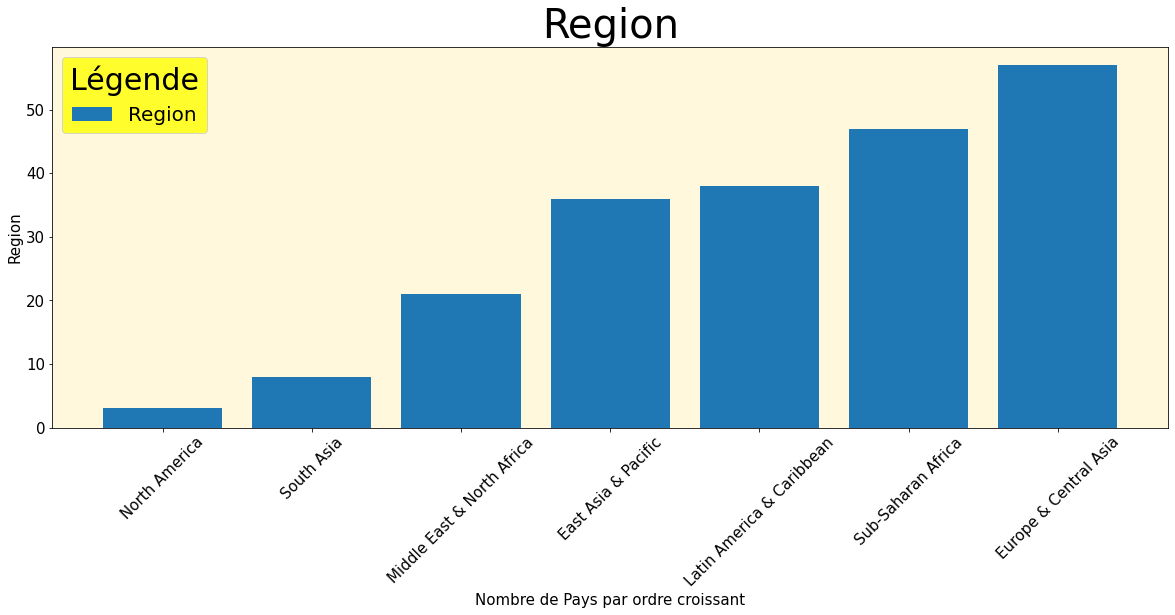 Region
Légende
Region
Region
50
40
30
20
10
0
North America
South Asia
Middle East & North Africa
East Asia & Pacific
Latin America & Caribbean
Sub-Saharan Africa
Europe & Central Asia
Nombre de Pays par ordre croissant